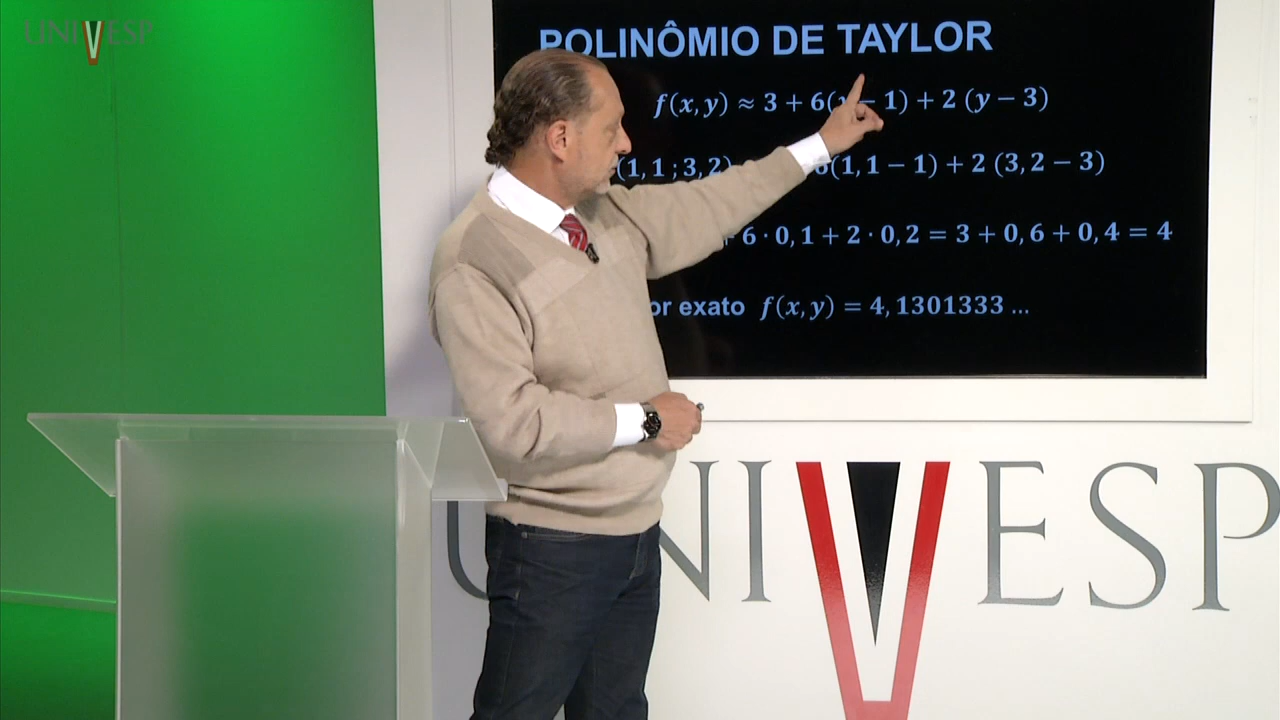 UNIVESP
POLINÔMIO DE TAYLOR
f(x, y) ≈ 3 + 6( − 1) + 2 (y − 3)
(1, 1 ; 3, 2) 6(1, 1 − 1) + 2 (3, 2 − 3)
6 · 0, 1 + 2 · 0, 2 = 3 + 0, 6 + 0, 4 = 4
exato f(x, y) = 4, 1301333 ...
UNIVESP